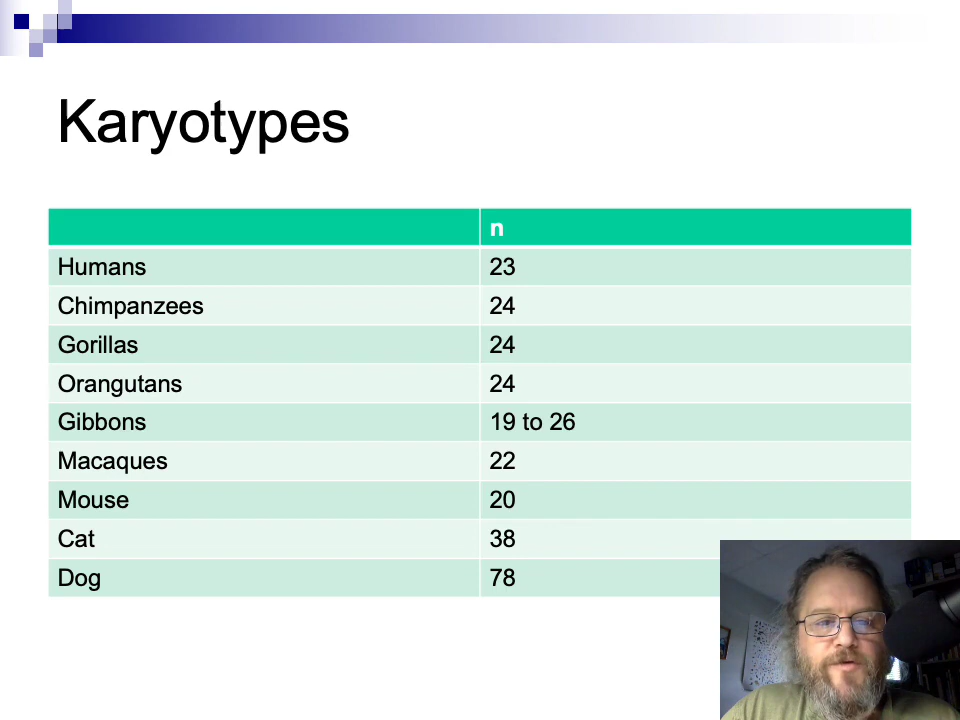 Karyotypes
n
Humans 23
Chimpanzees 24
Gorillas 24
Orangutans 24
Gibbons 19 to 26
Macaques 22
Mouse 20
Cat 38
Dog 78